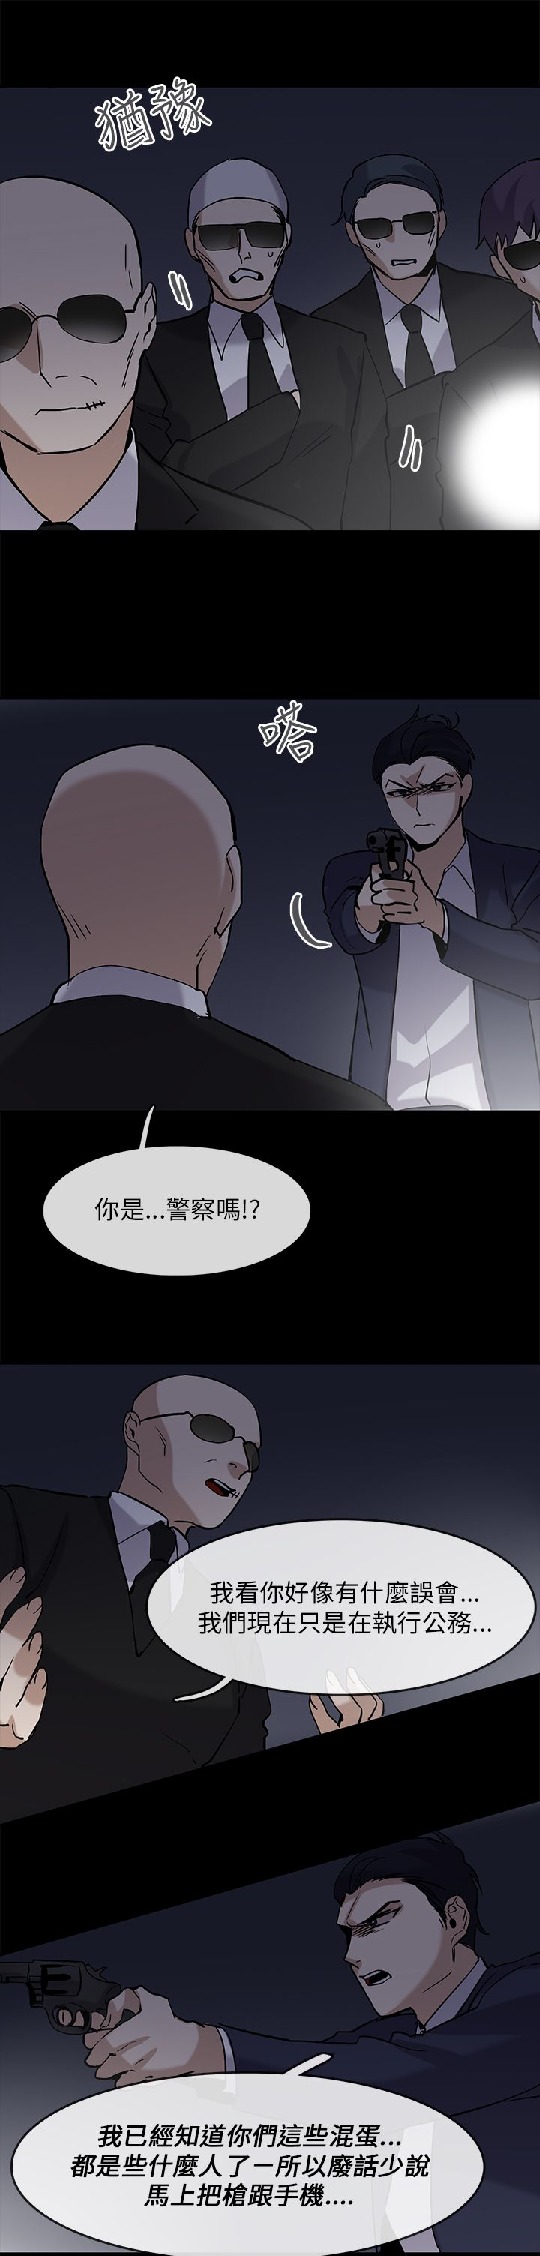 猶豫
嗒
你是...警察嗎!?
我看你好像有什麼誤會...
我們現在只是在執行公務...
我已經知道你們這些混蛋...
都是些什麼人了－所以廢話少說
馬上把槍跟手機....